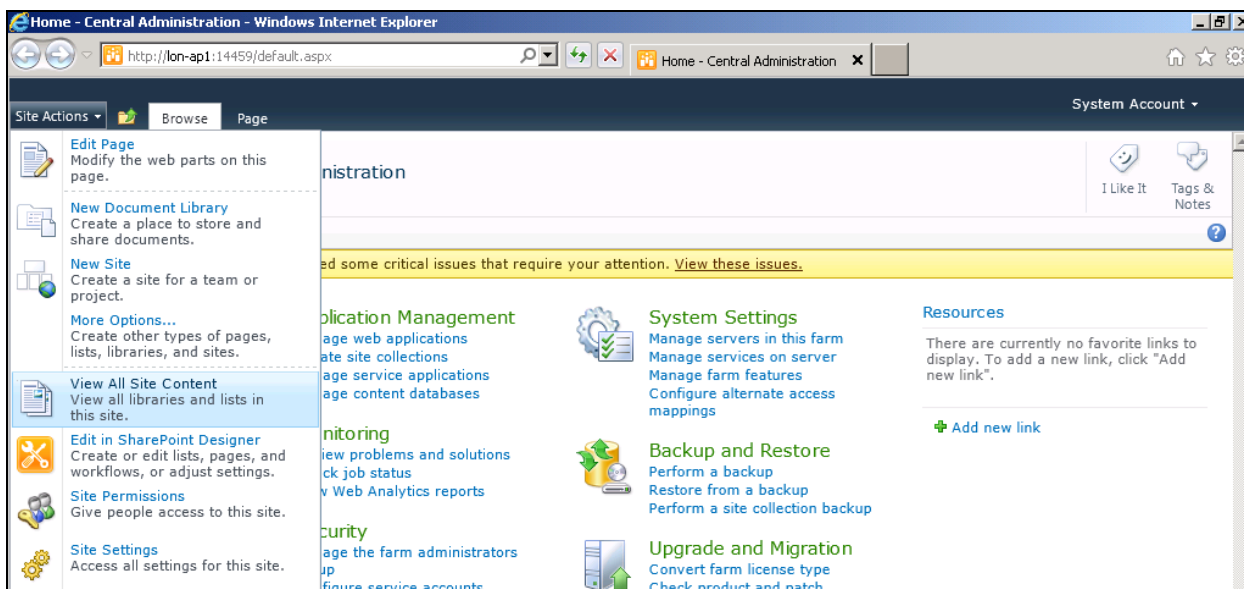 Home - Central Administration - Windows Internet Explorer
http://lon-ap1:14459/default.aspx
Home - Central Administration
System Account
Site Actions
Browse
Page
Edit Page
Modify the web parts on this
page.
New Document Library
Create a place to store and
share documents.
New Site
Create a site for a team or
project.
More Options...
Create other types of pages,
lists, libraries, and sites.
View All Site Content
View all libraries and lists in
this site.
Edit in SharePoint Designer
Create or edit lists, pages, and
workflows, or adjust settings.
Site Permissions
Give people access to this site.
Site Settings
Access all settings for this site.
nistration
I Like It
Tags &
Notes
ed some critical issues that require your attention. View these issues.
plication Management
age web applications
ate site collections
age service applications
age content databases
nitoring
iew problems and solutions
ck job status
w Web Analytics reports
curity
age the farm administrators
up
figure service accounts
System Settings
Manage servers in this farm
Manage services on server
Manage farm features
Configure alternate access
mappings
Backup and Restore
Perform a backup
Restore from a backup
Perform a site collection backup
Upgrade and Migration
Convert farm license type
Check product and patch
Resources
There are currently no favorite links to
display. To add a new link, click "Add
new link".
Add new link